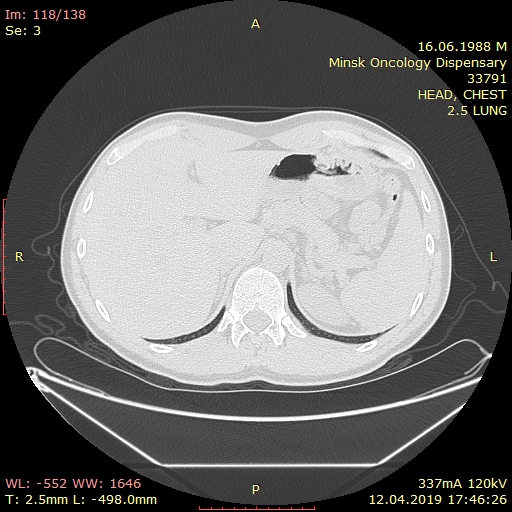 Im: 118/138
Se: 3
A
16.06.1988 M
Minsk Oncology Dispensary
33791
HEAD, CHEST
2.5 LUNG
R
L
WL: -552 WW: 1646
T: 2.5mm L: -498.0mm
P
337mA 120kV
12.04.2019 17:46:26